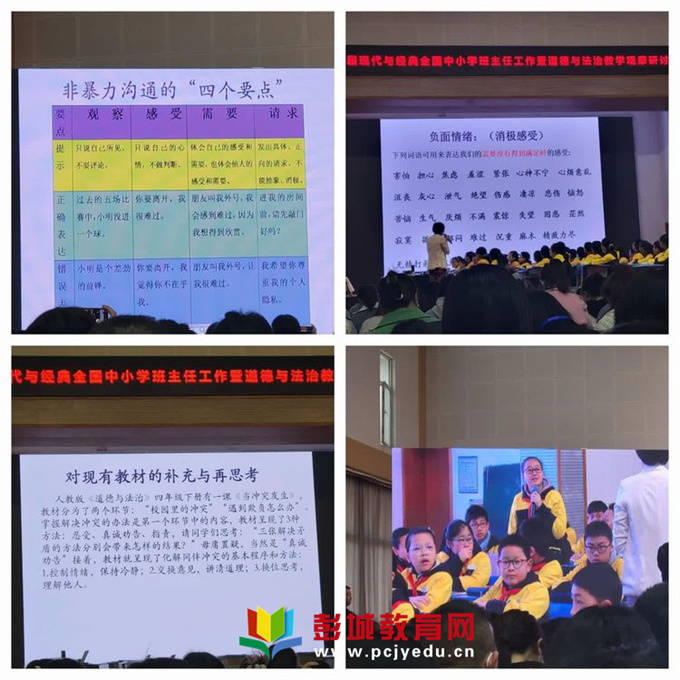 非暴力沟通的“四个要点”
要点 观察 感受 需要 请求
提示 只说自己所见,不要评论。 只说自己的心情,不做判断。 体会自己的感受和需要,但也体会他人的感受和需要。 发出具体、正向的请求,不能抽象、消极。
正确表达 过去的五场比赛中,小明没进一个球。 你要离开,我很难过。 朋友叫我外号,我会感到难过,因为我想得到欣赏。 进我的房间前,请先敲门好吗?
错误 小明是个差劲的前锋。 你要离开,我觉得你不在乎我。 朋友叫我外号,让我很难过。 我希望你尊重我的个人隐私。
现代与经典全国中小学班主任工作暨道德与法治教学观摩研讨
负面情绪:(消极感受)
下列词语可用来表达我们的需要没有得到满足时的感受:
害怕 担心 焦虑 羞涩 紧张 心神不宁 心烦意乱
沮丧 灰心 泄气 绝望 伤感 凄凉 悲伤 恼怒
苦恼 生气 厌烦 不满 震惊 失望 困惑 茫然
寂寞 郁闷 难过 沉重 麻木 精疲力尽
无精打
代与经典全国中小学班主任工作暨道德与法治教
对现有教材的补充与再思考
人教版《道德与法治》四年级下册有一课《当冲突发生》,
教材分为了两个环节:“校园里的冲突”“遇到欺负怎么办”。
掌握解决冲突的办法是第一个环节中的内容,教材呈现了3种
方法:忍受,真诚劝告、指责,请同学们思考:“三张解决矛
盾的方法分别会带来怎样的结果?”毋庸置疑,当然是“真诚
劝告”接着,教材就呈现了化解同伴冲突的基本程序和方法:
1.控制情绪,保持冷静;2.交换意见,讲清道理;3.换位思考,
理解他人。
彭城教育网
www.pcjyedu.cn